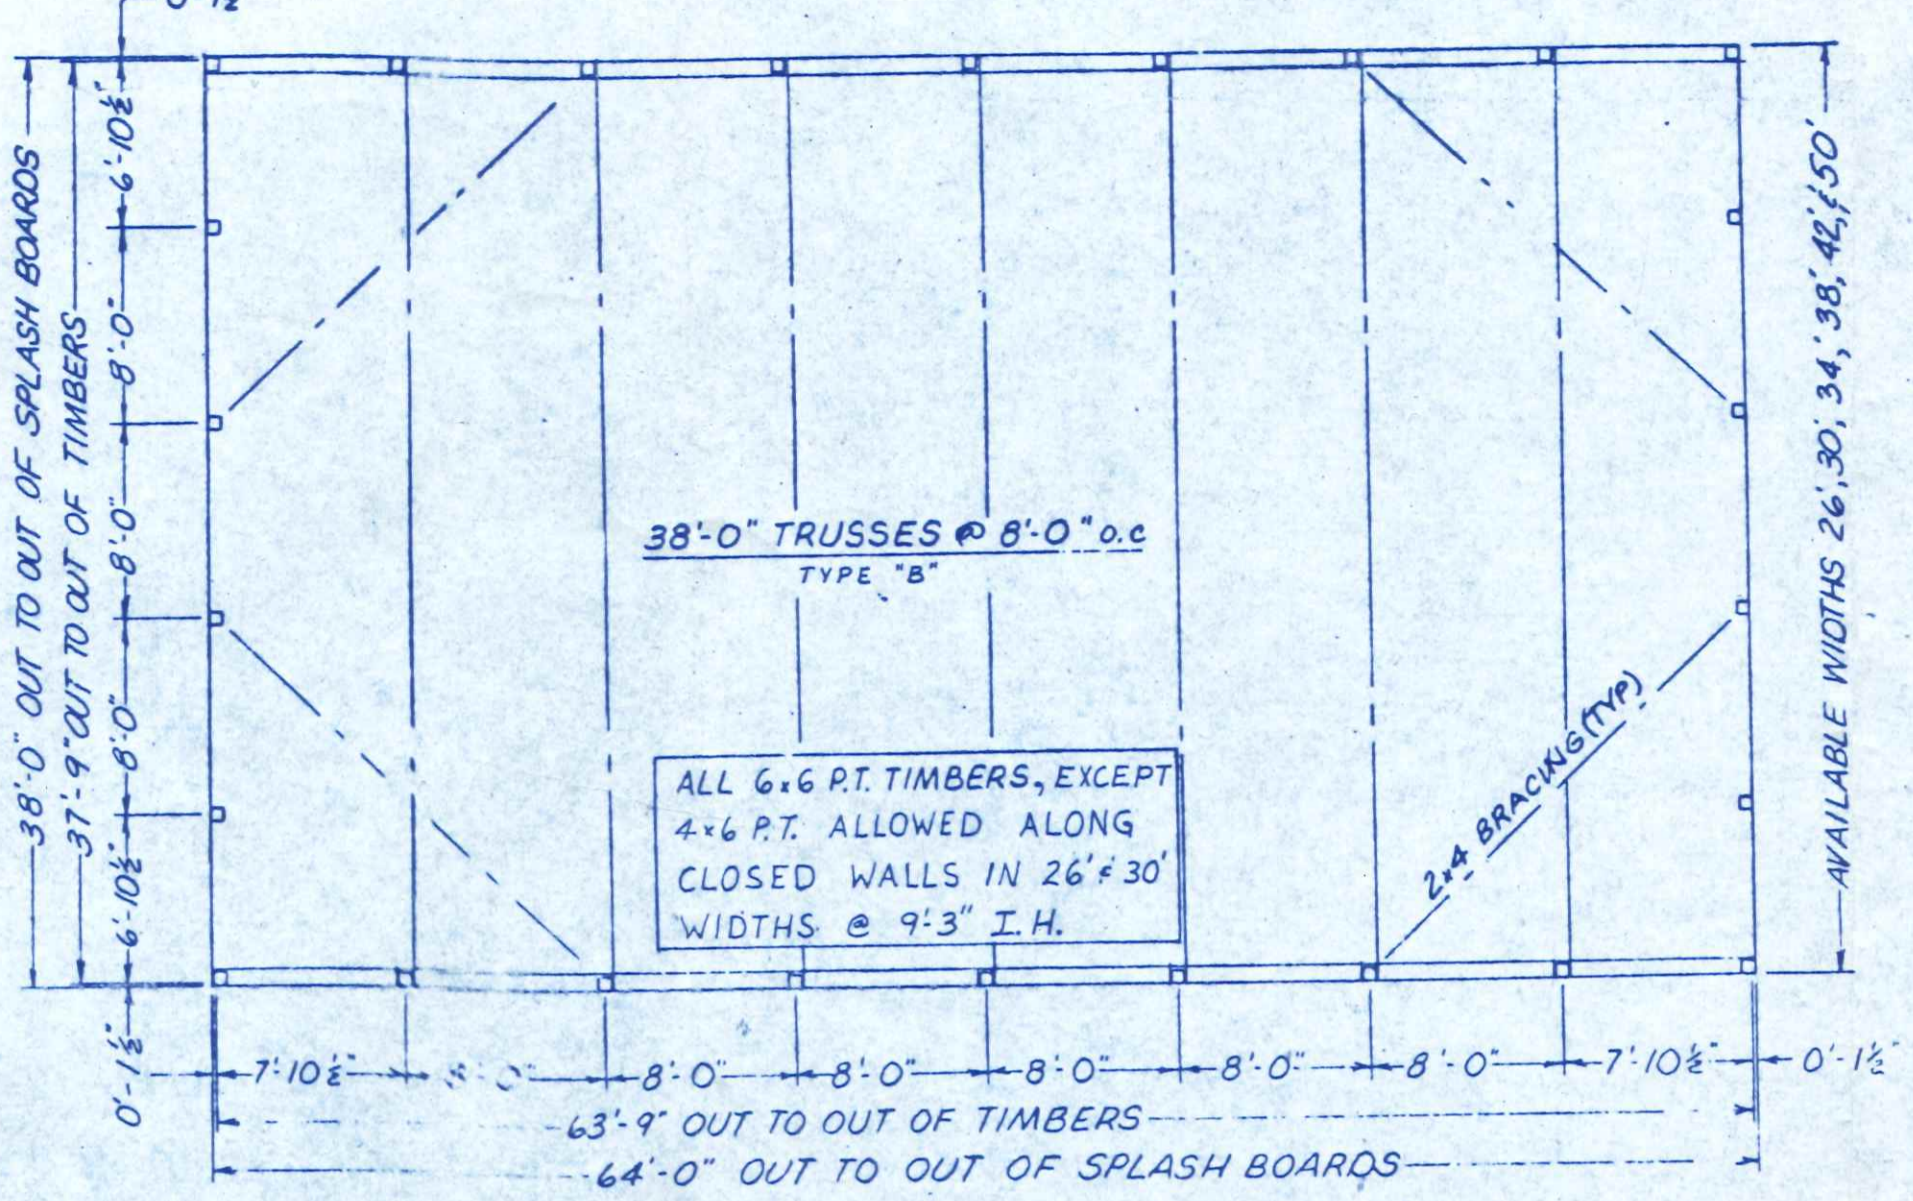 38'-0" OUT TO OUT OF SPLASH BOARDS
37'-9" OUT TO OUT OF TIMBERS
6'-10½"
8'-0"
8'-0"
8'-0"
6'-10½"
0'-1½"
38'-0" TRUSSES @ 8'-0" O.C
TYPE "B"
ALL 6x6 P.T. TIMBERS, EXCEPT
4x6 P.T. ALLOWED ALONG
CLOSED WALLS IN 26' & 30'
WIDTHS @ 9'-3" I.H.
2x4 BRACING (TYP)
AVAILABLE WIDTHS 26', 30', 34', 38', 42', & 50'
7'-10½"
8'-0"
8'-0"
8'-0"
8'-0"
8'-0"
8'-0"
7'-10½"
0'-1½"
63'-9" OUT TO OUT OF TIMBERS
64'-0" OUT TO OUT OF SPLASH BOARDS